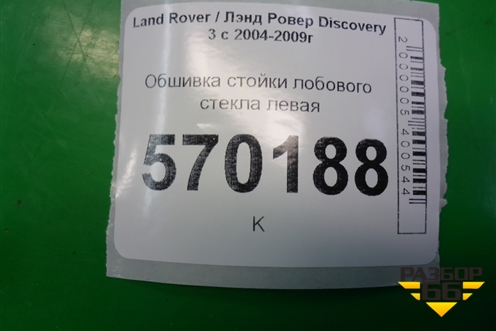 Land Rover / Лэнд Ровер Discovery
3 с 2004-2009г
Обшивка стойки лобового
стекла левая
570188
К
2000005400544
РАЗБОР
66